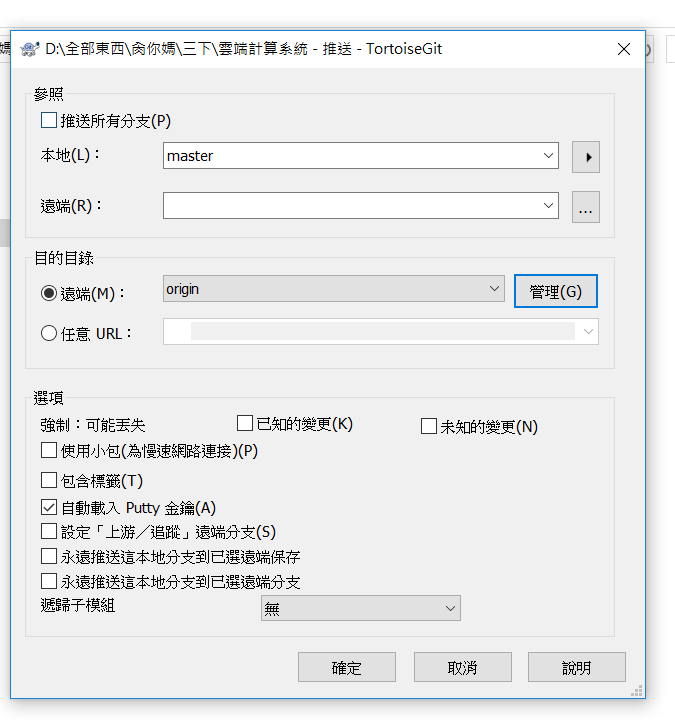 D:\全部東西\肏你媽\三下\雲端計算系統 - 推送 - TortoiseGit
參照
推送所有分支(P)
本地(L)：
master
遠端(R)：
...
目的目錄
遠端(M)：
origin
管理(G)
任意 URL：
選項
強制：可能丟失
已知的變更(K)
未知的變更(N)
使用小包(為慢速網路連接)(P)
包含標籤(T)
自動載入 Putty 金鑰(A)
設定「上游／追蹤」遠端分支(S)
永遠推送這本地分支到已選遠端保存
永遠推送這本地分支到已選遠端分支
遞歸子模組
無
確定
取消
說明